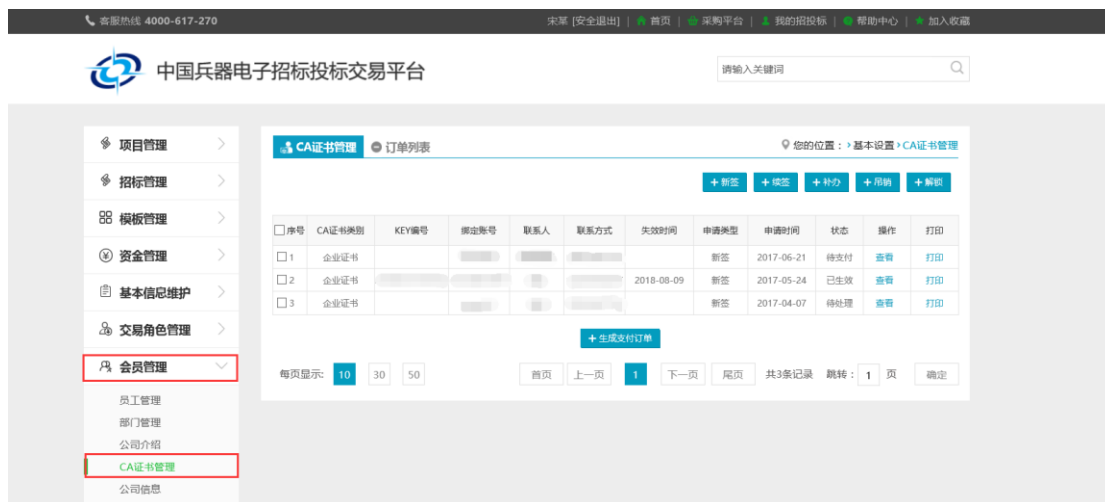 客服热线 4000-617-270
宋某 [安全退出] | 首页 | 采购平台 | 我的招投标 | 帮助中心 | 加入收藏
中国兵器电子招标投标交易平台
请输入关键词
项目管理
招标管理
模板管理
资金管理
基本信息维护
交易角色管理
会员管理
员工管理
部门管理
公司介绍
CA证书管理
公司信息
CA证书管理 订单列表 您的位置：›基本设置›CA证书管理
+新签 +续签 +补办 +吊销 +解锁
序号 CA证书类别 KEY编号 绑定账号 联系人 联系方式 失效时间 申请类型 申请时间 状态 操作 打印
1 企业证书 新签 2017-06-21 待支付 查看 打印
2 企业证书 2018-08-09 新签 2017-05-24 已生效 查看 打印
3 企业证书 新签 2017-04-07 待处理 查看 打印
+生成支付订单
每页显示: 10 30 50 首页 上一页 1 下一页 尾页 共3条记录 跳转： 1 页 确定